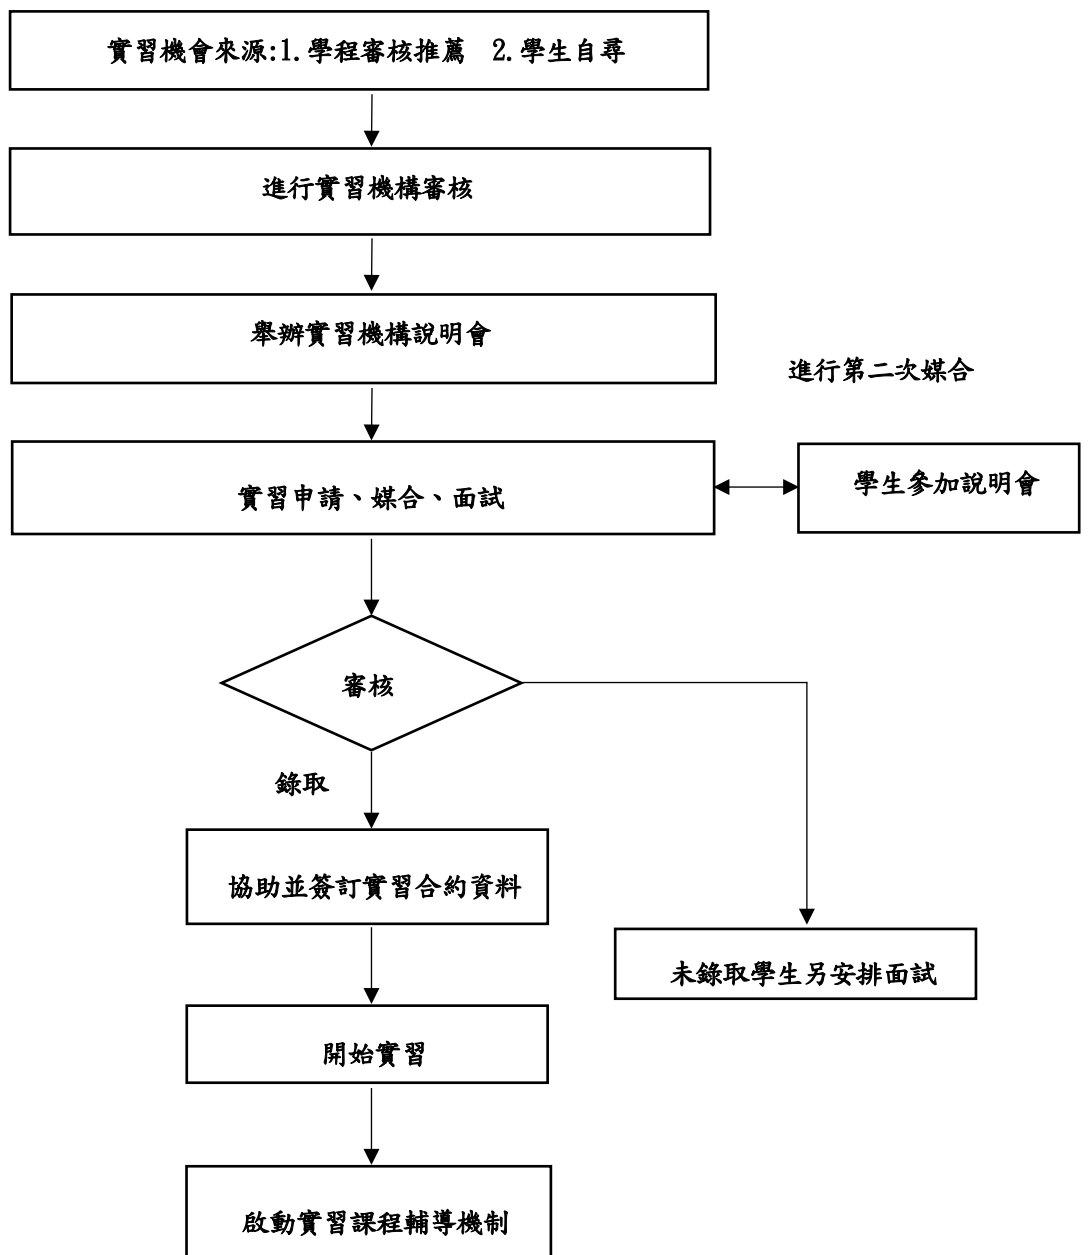 實習機會來源:1. 學程審核推薦 2. 學生自尋
進行實習機構審核
舉辦實習機構說明會
進行第二次媒合
實習申請、媒合、面試
學生參加說明會
審核
錄取
協助並簽訂實習合約資料
未錄取學生另安排面試
開始實習
啟動實習課程輔導機制